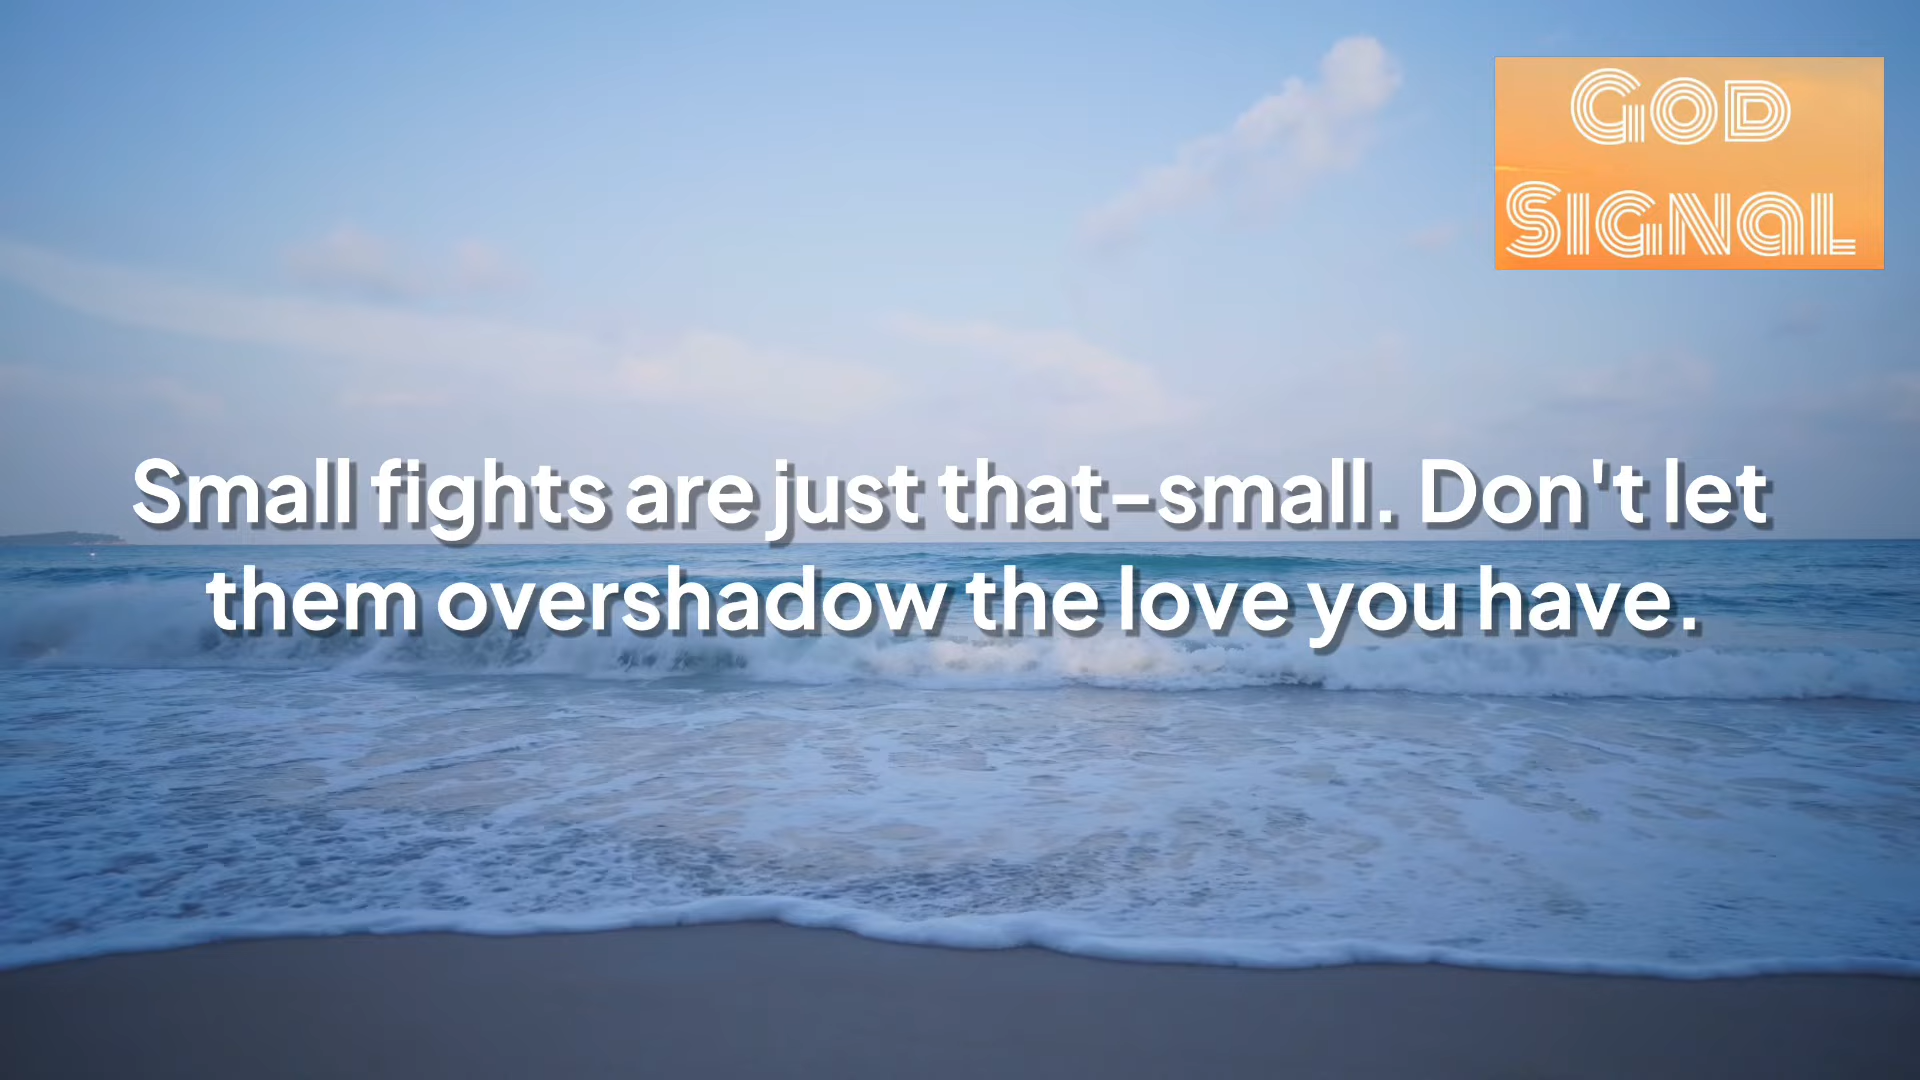 God
Signal
Small fights are just that–small. Don't let
them overshadow the love you have.